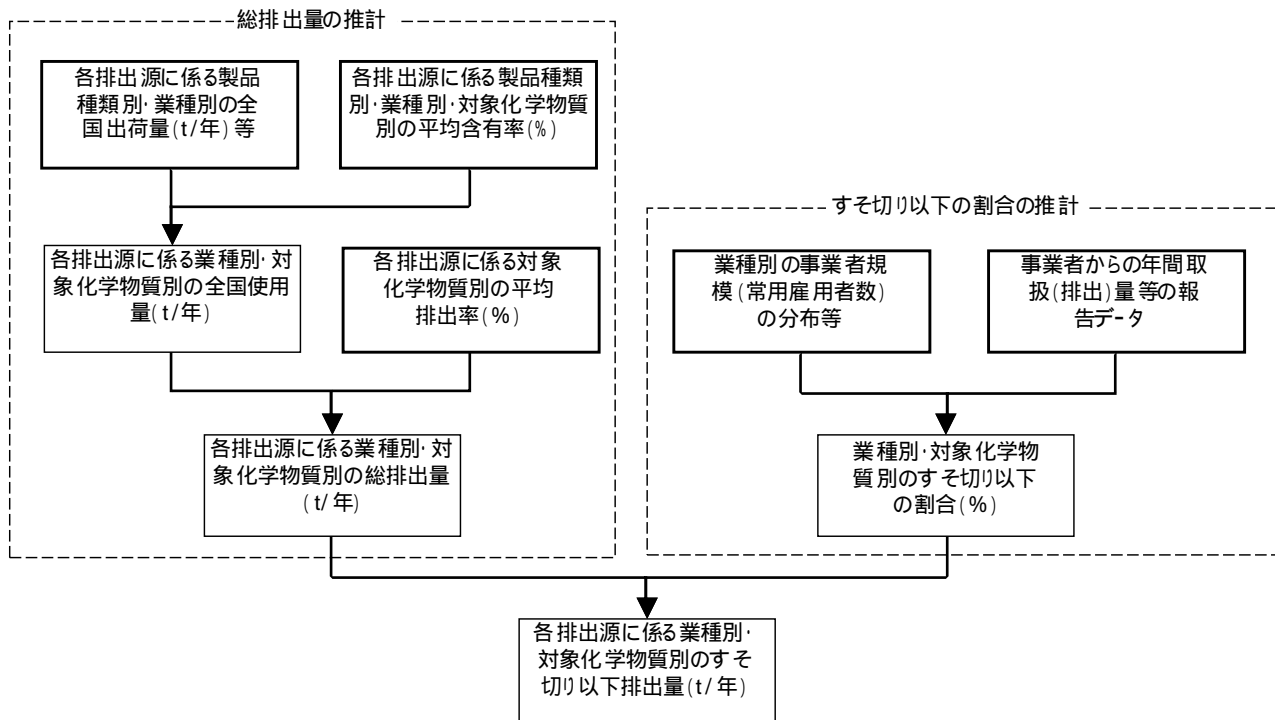 総排出量の推計
各排出源に係る製品
種類別・業種別の全
国出荷量(t/年)等
各排出源に係る製品種類
別・業種別・対象化学物質
別の平均含有率(%)
すそ切り以下の割合の推計
各排出源に係る業種別・対
象化学物質別の全国使用
量(t/年)
各排出源に係る対象
化学物質別の平均
排出率(%)
業種別の事業者規
模(常用雇用者数)
の分布等
事業者からの年間取
扱(排出)量等の報
告データ
各排出源に係る業種別・対
象化学物質別の総排出量
(t/年)
業種別・対象化学物
質別のすそ切り以下
の割合(%)
各排出源に係る業種別・
対象化学物質別のすそ
切り以下排出量(t/年)